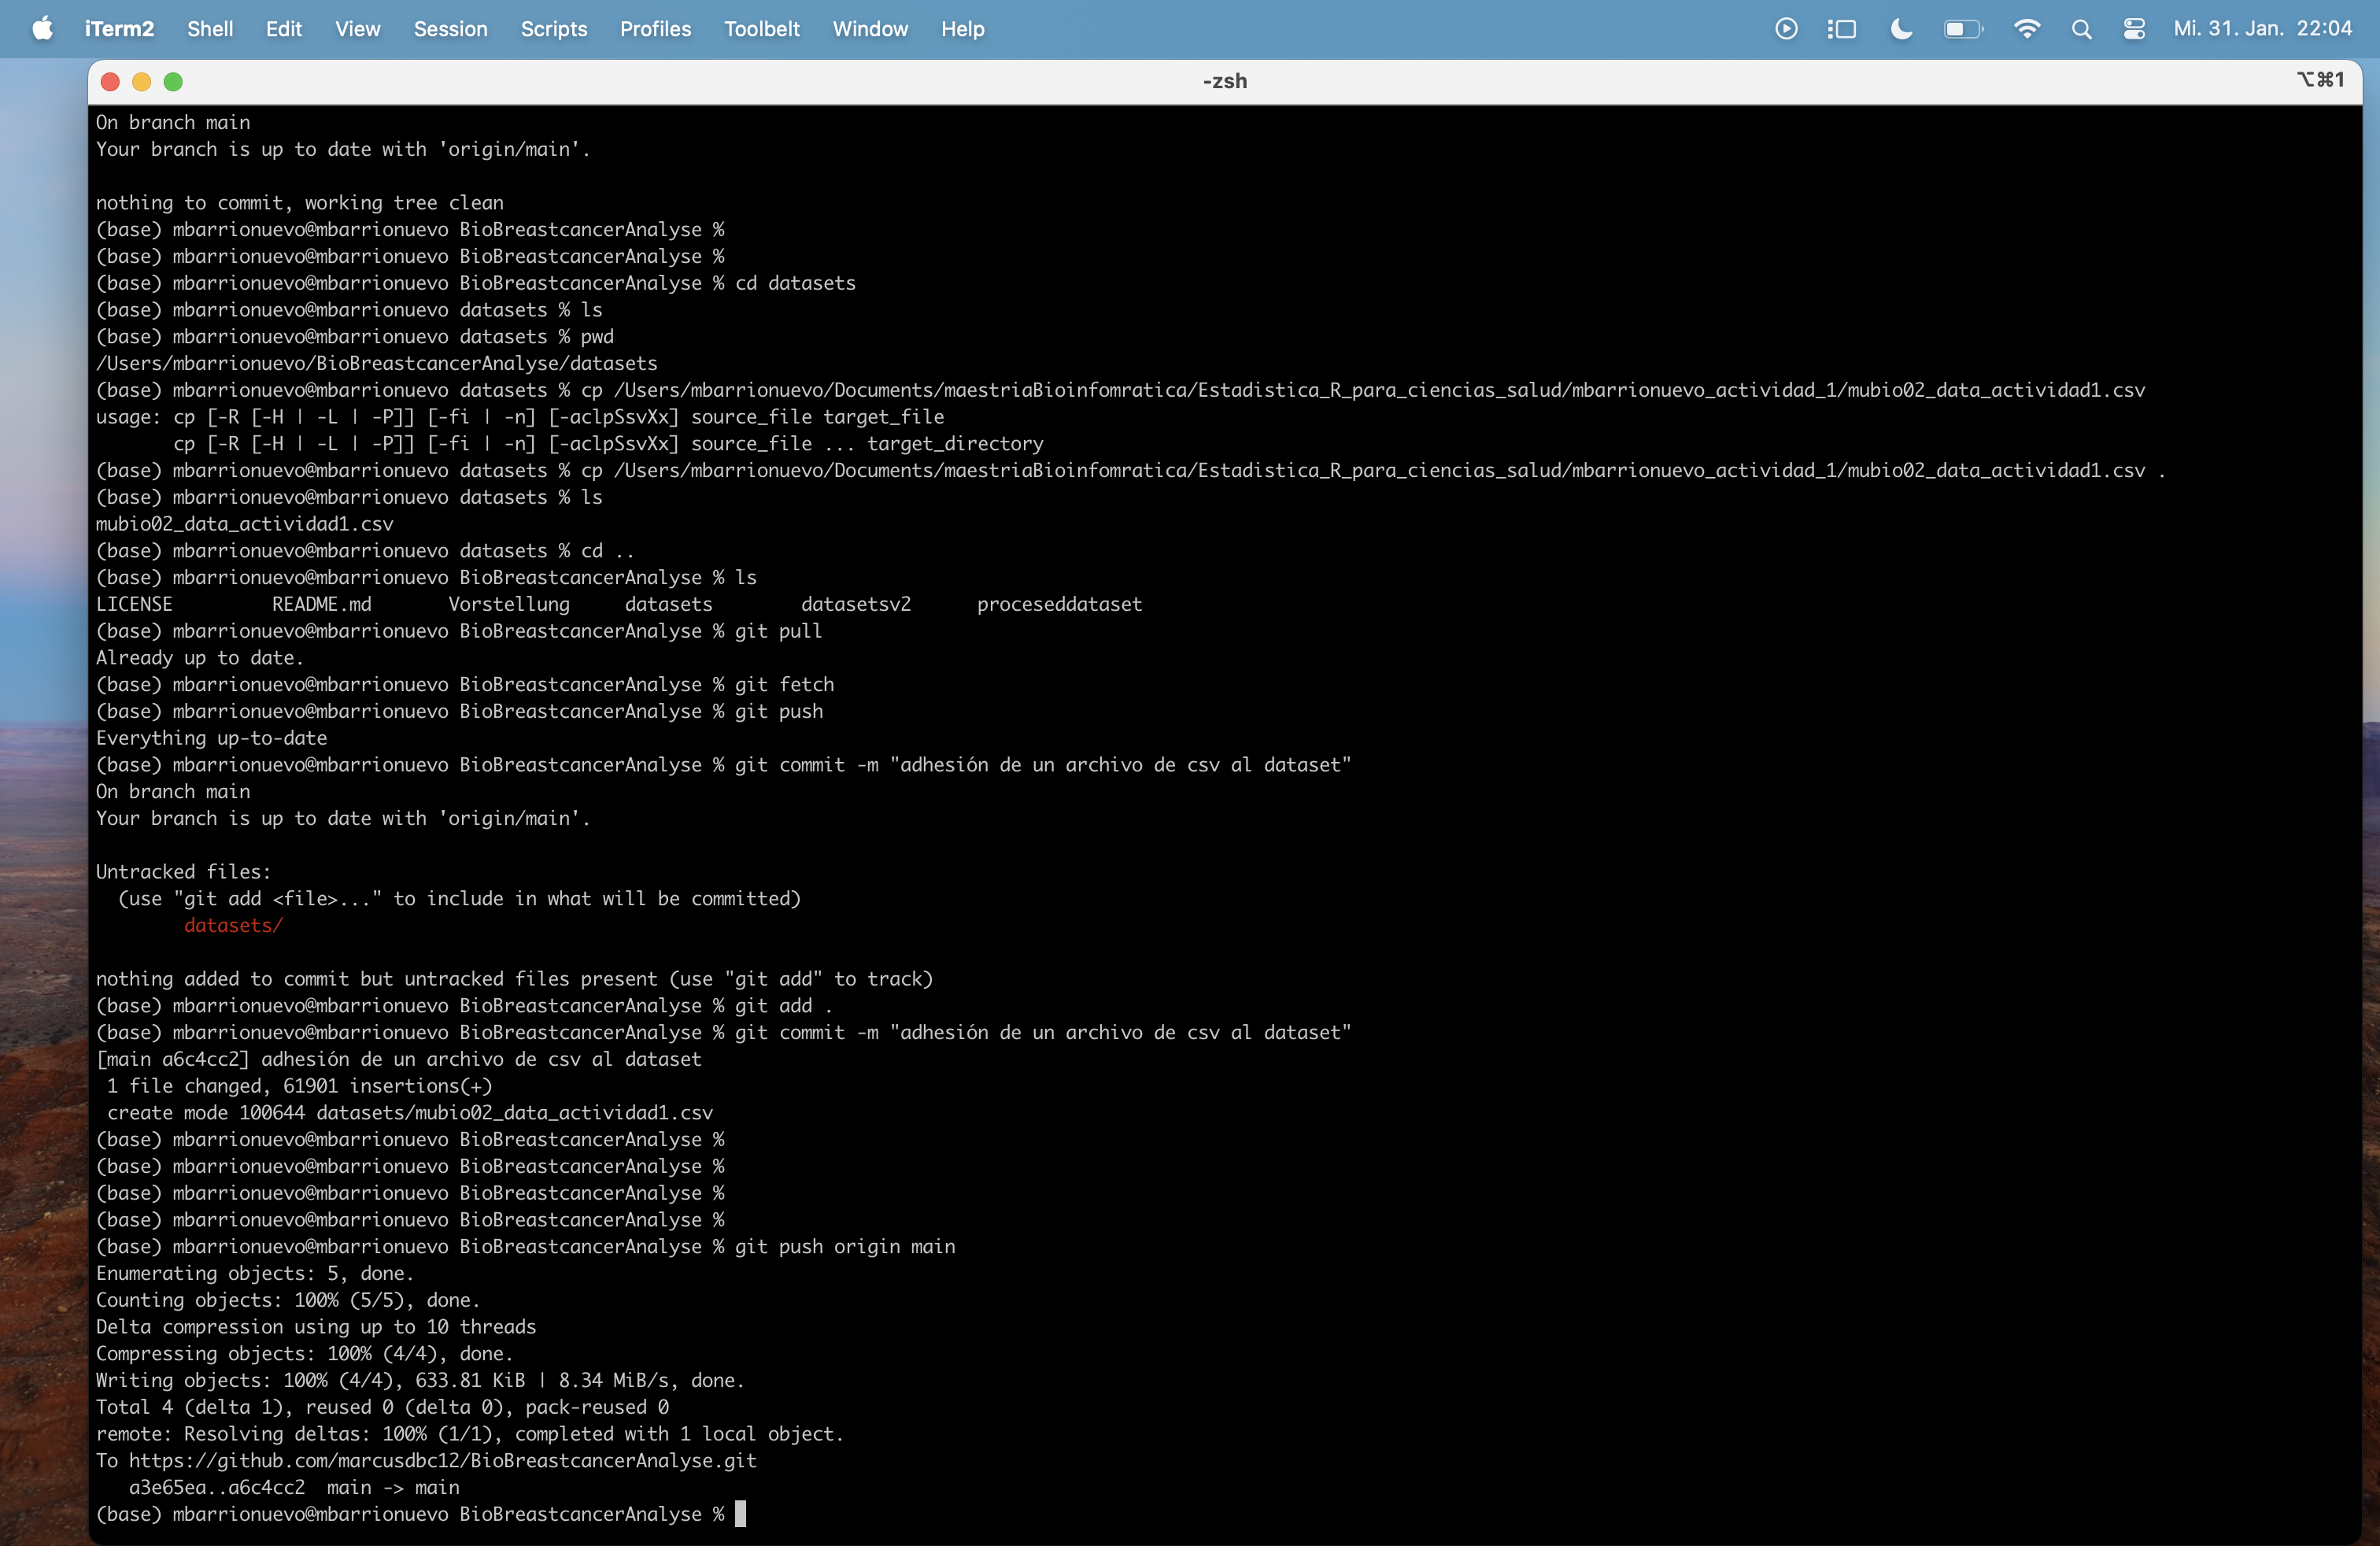 iTerm2 Shell Edit View Session Scripts Profiles Toolbelt Window Help Mi. 31. Jan. 22:04
-zsh ⌥⌘1
On branch main
Your branch is up to date with 'origin/main'.
nothing to commit, working tree clean
(base) mbarrionuevo@mbarrionuevo BioBreastcancerAnalyse %
(base) mbarrionuevo@mbarrionuevo BioBreastcancerAnalyse %
(base) mbarrionuevo@mbarrionuevo BioBreastcancerAnalyse % cd datasets
(base) mbarrionuevo@mbarrionuevo datasets % ls
(base) mbarrionuevo@mbarrionuevo datasets % pwd
/Users/mbarrionuevo/BioBreastcancerAnalyse/datasets
(base) mbarrionuevo@mbarrionuevo datasets % cp /Users/mbarrionuevo/Documents/maestriaBioinfomratica/Estadistica_R_para_ciencias_salud/mbarrionuevo_actividad_1/mubio02_data_actividad1.csv
usage: cp [-R [-H | -L | -P]] [-fi | -n] [-aclpSsvXx] source_file target_file
       cp [-R [-H | -L | -P]] [-fi | -n] [-aclpSsvXx] source_file ... target_directory
(base) mbarrionuevo@mbarrionuevo datasets % cp /Users/mbarrionuevo/Documents/maestriaBioinfomratica/Estadistica_R_para_ciencias_salud/mbarrionuevo_actividad_1/mubio02_data_actividad1.csv .
(base) mbarrionuevo@mbarrionuevo datasets % ls
mubio02_data_actividad1.csv
(base) mbarrionuevo@mbarrionuevo datasets % cd ..
(base) mbarrionuevo@mbarrionuevo BioBreastcancerAnalyse % ls
LICENSE         README.md       Vorstellung     datasets        datasetsv2      proceseddataset
(base) mbarrionuevo@mbarrionuevo BioBreastcancerAnalyse % git pull
Already up to date.
(base) mbarrionuevo@mbarrionuevo BioBreastcancerAnalyse % git fetch
(base) mbarrionuevo@mbarrionuevo BioBreastcancerAnalyse % git push
Everything up-to-date
(base) mbarrionuevo@mbarrionuevo BioBreastcancerAnalyse % git commit -m "adhesión de un archivo de csv al dataset"
On branch main
Your branch is up to date with 'origin/main'.
Untracked files:
  (use "git add <file>..." to include in what will be committed)
        datasets/
nothing added to commit but untracked files present (use "git add" to track)
(base) mbarrionuevo@mbarrionuevo BioBreastcancerAnalyse % git add .
(base) mbarrionuevo@mbarrionuevo BioBreastcancerAnalyse % git commit -m "adhesión de un archivo de csv al dataset"
[main a6c4cc2] adhesión de un archivo de csv al dataset
 1 file changed, 61901 insertions(+)
 create mode 100644 datasets/mubio02_data_actividad1.csv
(base) mbarrionuevo@mbarrionuevo BioBreastcancerAnalyse %
(base) mbarrionuevo@mbarrionuevo BioBreastcancerAnalyse %
(base) mbarrionuevo@mbarrionuevo BioBreastcancerAnalyse %
(base) mbarrionuevo@mbarrionuevo BioBreastcancerAnalyse %
(base) mbarrionuevo@mbarrionuevo BioBreastcancerAnalyse % git push origin main
Enumerating objects: 5, done.
Counting objects: 100% (5/5), done.
Delta compression using up to 10 threads
Compressing objects: 100% (4/4), done.
Writing objects: 100% (4/4), 633.81 KiB | 8.34 MiB/s, done.
Total 4 (delta 1), reused 0 (delta 0), pack-reused 0
remote: Resolving deltas: 100% (1/1), completed with 1 local object.
To https://github.com/marcusdbc12/BioBreastcancerAnalyse.git
   a3e65ea..a6c4cc2  main -> main
(base) mbarrionuevo@mbarrionuevo BioBreastcancerAnalyse %